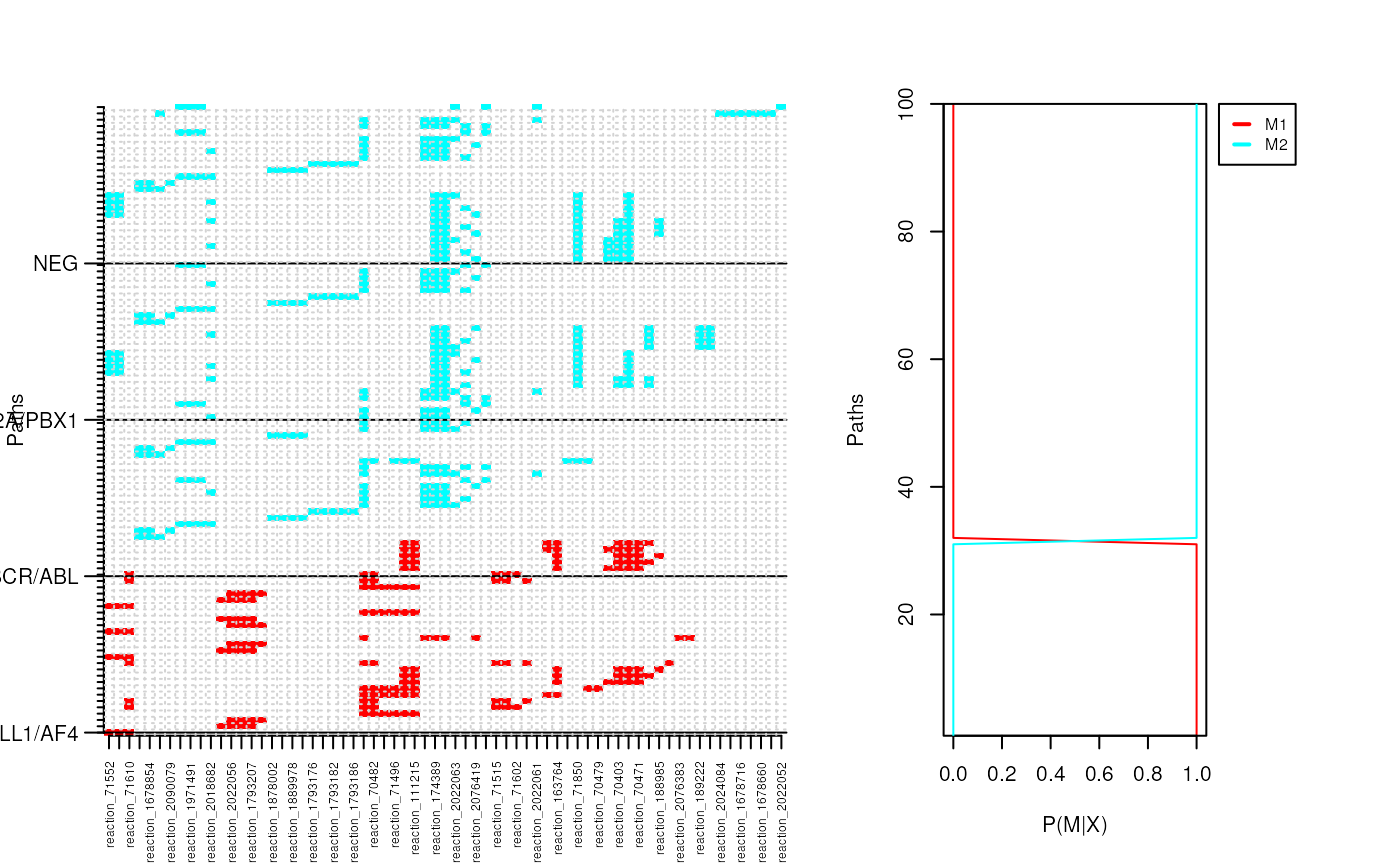 NEG
2A/PBX1
BCR/ABL
LL1/AF4
Paths
reaction_71552
reaction_71610
reaction_1678854
reaction_2090079
reaction_1971491
reaction_2018682
reaction_2022056
reaction_1793207
reaction_1878002
reaction_1889978
reaction_1793176
reaction_1793182
reaction_1793186
reaction_70482
reaction_71496
reaction_111215
reaction_174389
reaction_2022063
reaction_2076419
reaction_71515
reaction_71602
reaction_2022061
reaction_163764
reaction_71850
reaction_70479
reaction_70403
reaction_70471
reaction_188985
reaction_2076383
reaction_189222
reaction_2024084
reaction_1678716
reaction_1678660
reaction_2022052
Paths
100
80
60
40
20
0.0 0.2 0.4 0.6 0.8 1.0
P(M|X)
M1
M2